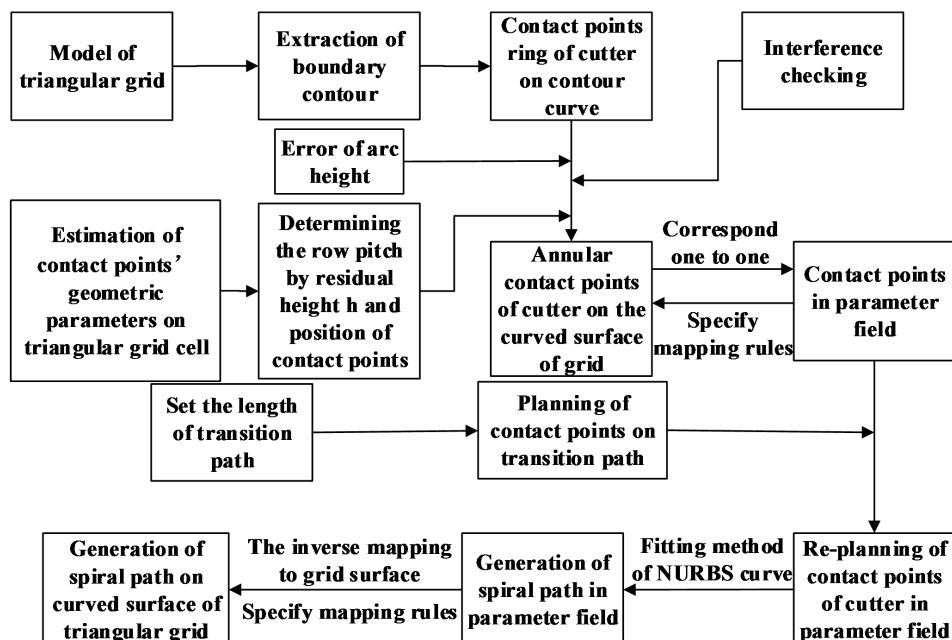 Model of
triangular grid
Extraction of
boundary
contour
Contact points
ring of cutter
on contour
curve
Interference
checking
Error of arc
height
Estimation of
contact points’
geometric
parameters on
triangular grid cell
Determining
the row pitch
by residual
height h and
position of
contact points
Annular
contact points
of cutter on the
curved surface
of grid
Correspond
one to one
Specify
mapping rules
Contact points
in parameter
field
Set the length
of transition
path
Planning of
contact points on
transition path
Generation of
spiral path on
curved surface of
triangular grid
The inverse mapping
to grid surface
Specify mapping rules
Generation of
spiral path in
parameter field
Fitting method
of NURBS curve
Re-planning of
contact points
of cutter in
parameter field